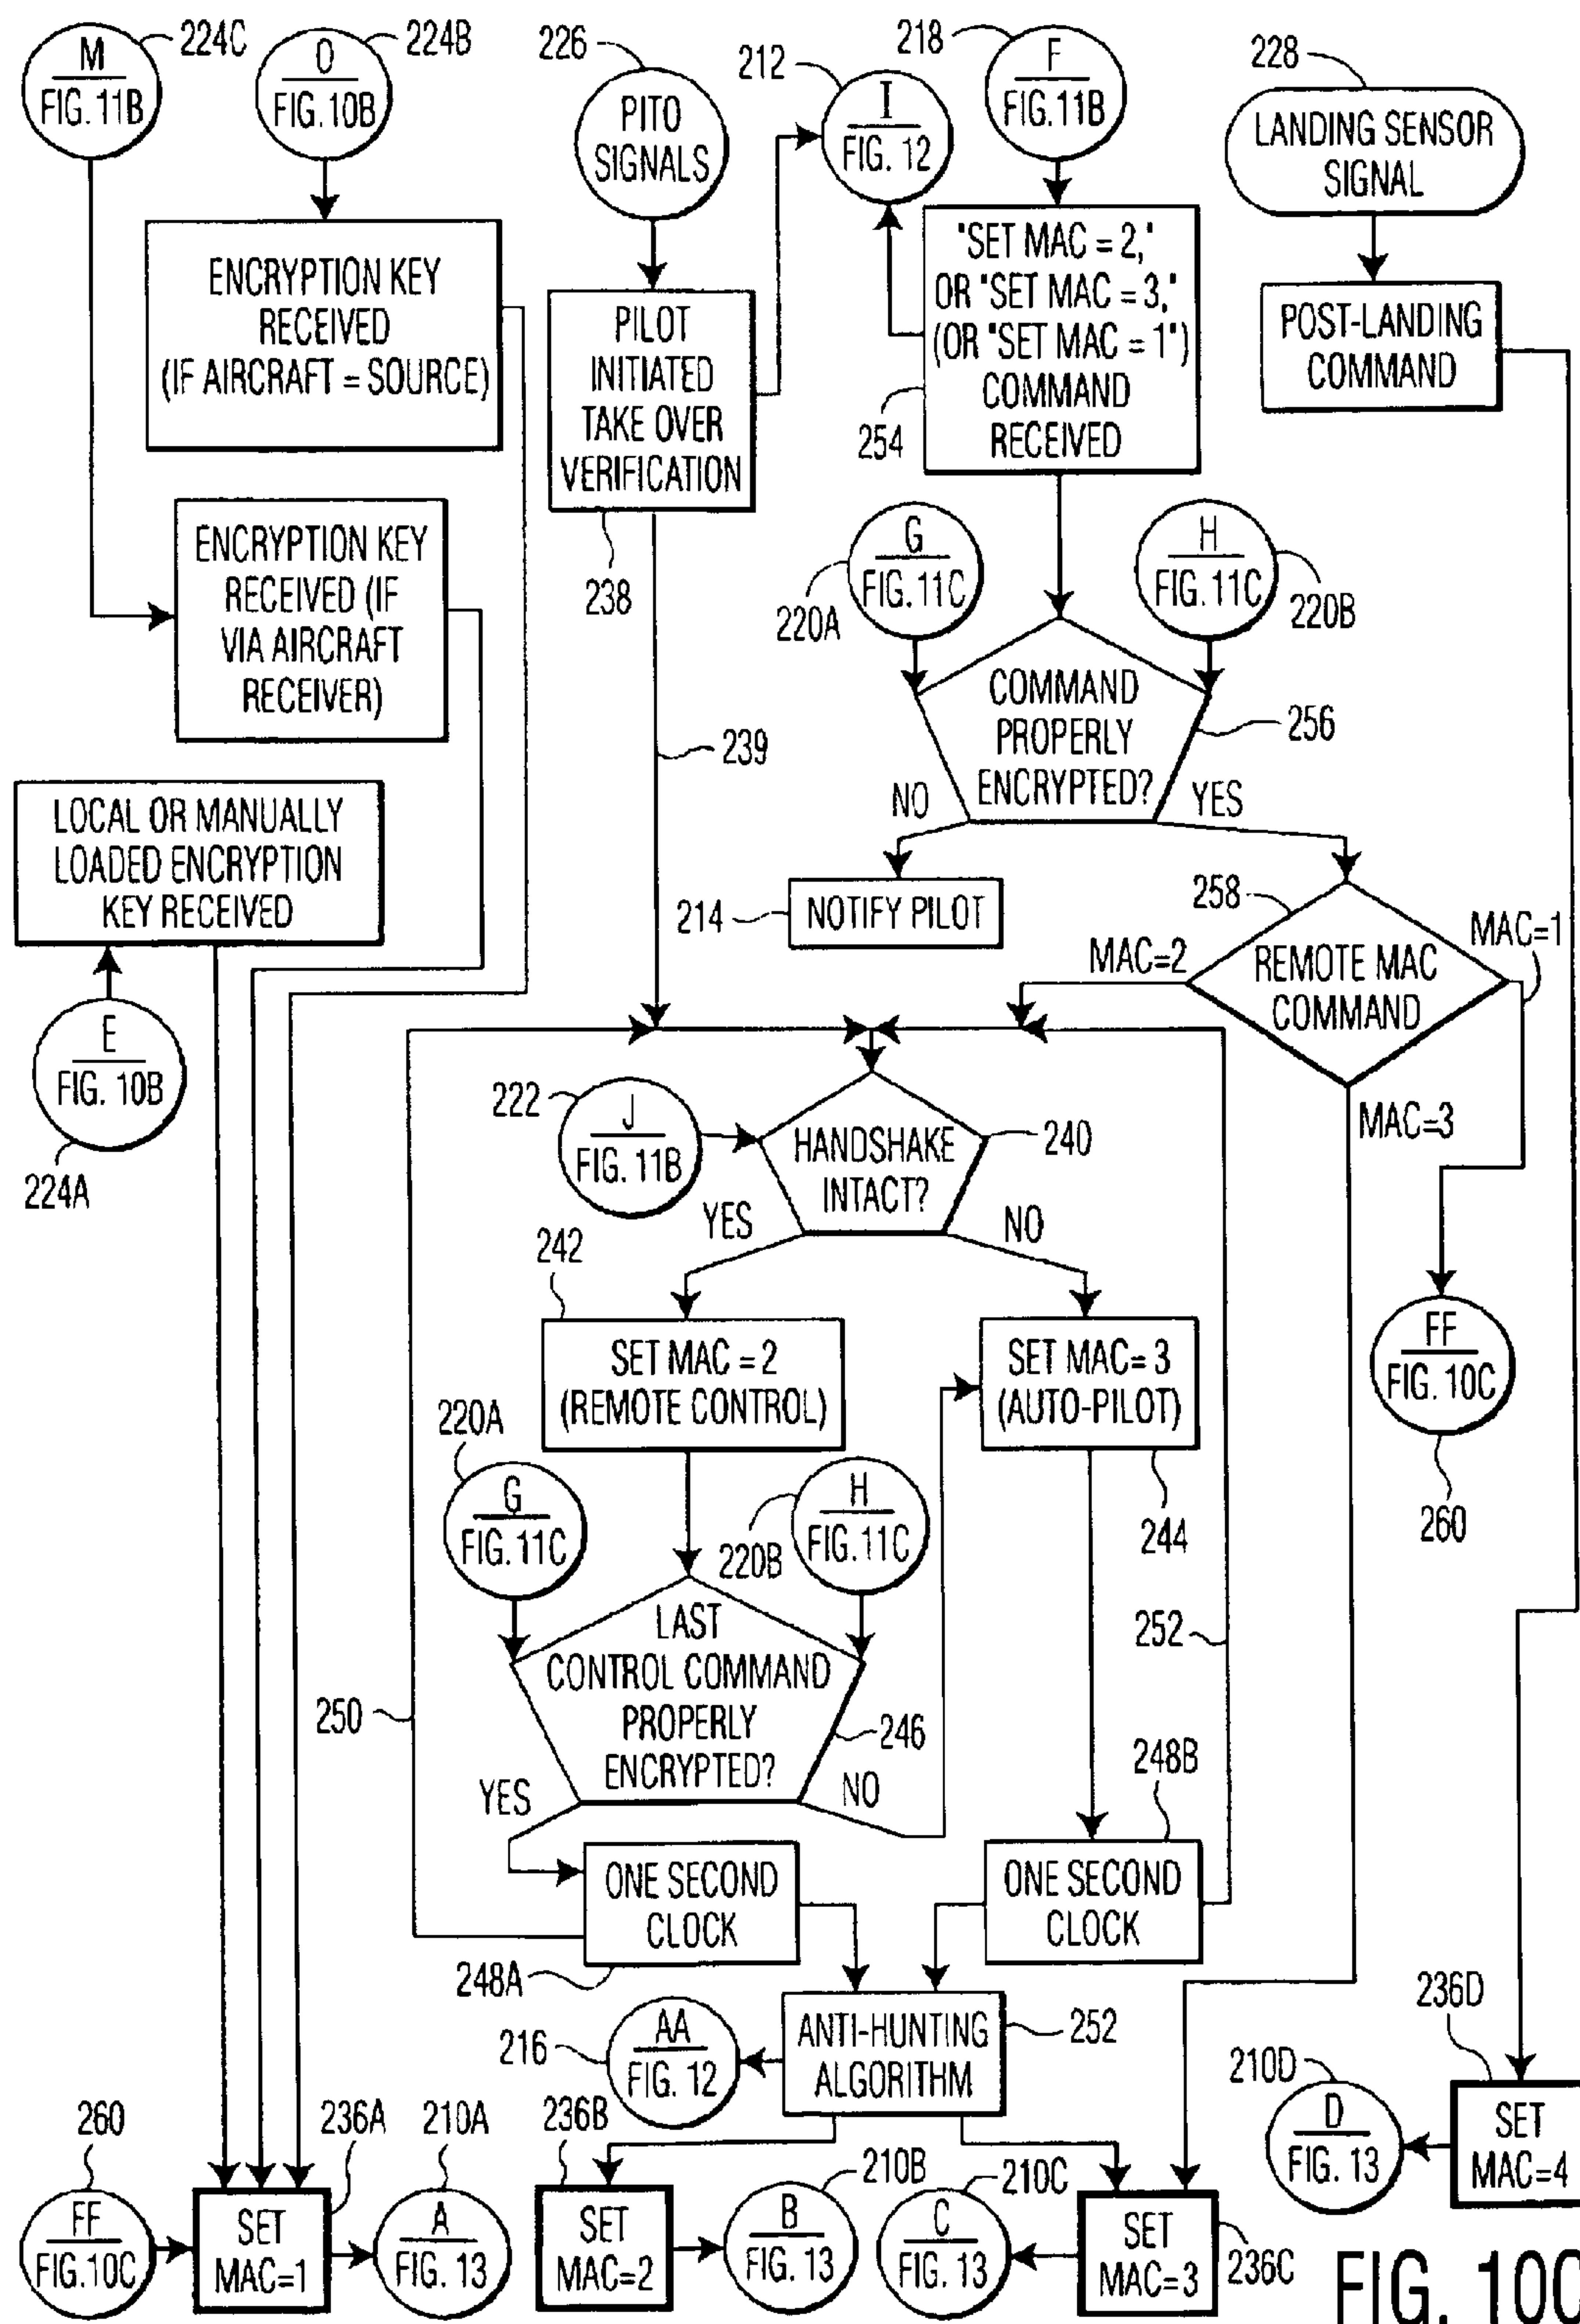 M
FIG. 11B
224C
O
FIG. 10B
224B
226
PITO
SIGNALS
212
I
FIG. 12
218
F
FIG. 11B
228
LANDING SENSOR
SIGNAL
ENCRYPTION KEY
RECEIVED
(IF AIRCRAFT = SOURCE)
PILOT
INITIATED
TAKE OVER
VERIFICATION
238
"SET MAC = 2,"
OR "SET MAC = 3,"
(OR "SET MAC = 1")
COMMAND
RECEIVED
254
POST-LANDING
COMMAND
ENCRYPTION KEY
RECEIVED (IF
VIA AIRCRAFT
RECEIVER)
G
FIG. 11C
220A
H
FIG. 11C
220B
COMMAND
PROPERLY
ENCRYPTED?
256
239
NO
YES
LOCAL OR MANUALLY
LOADED ENCRYPTION
KEY RECEIVED
214
NOTIFY PILOT
258
REMOTE MAC
COMMAND
MAC=2
MAC=1
MAC=3
E
FIG. 10B
224A
222
J
FIG. 11B
HANDSHAKE
INTACT?
240
YES
NO
242
SET MAC = 2
(REMOTE CONTROL)
SET MAC= 3
(AUTO-PILOT)
244
FF
FIG. 10C
260
220A
G
FIG. 11C
220B
H
FIG. 11C
LAST
CONTROL COMMAND
PROPERLY
ENCRYPTED?
246
250
252
YES
NO
248B
ONE SECOND
CLOCK
248A
ONE SECOND
CLOCK
216
AA
FIG. 12
ANTI-HUNTING
ALGORITHM
252
236D
210D
D
FIG. 13
SET
MAC=4
260
FF
FIG.10C
236A
SET
MAC=1
210A
A
FIG. 13
236B
SET
MAC=2
210B
B
FIG. 13
210C
C
FIG. 13
SET
MAC=3
236C
FIG. 10C